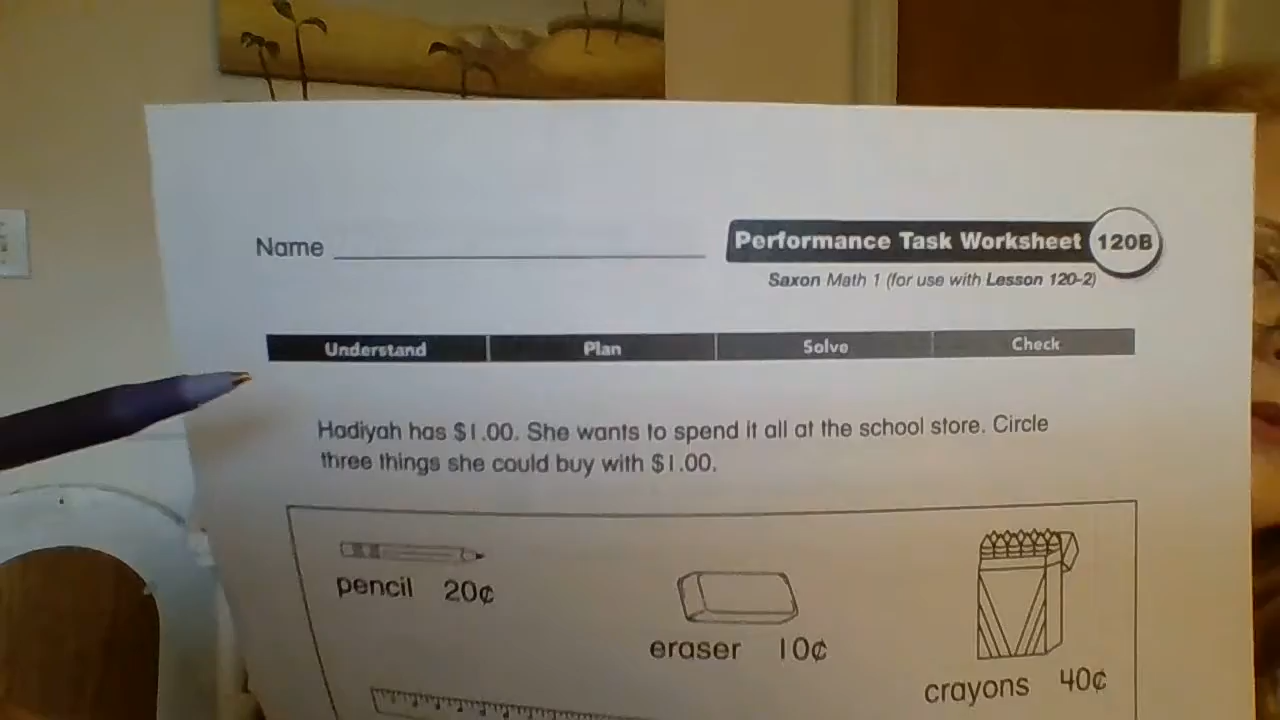 Name
Performance Task Worksheet 120B
Saxon Math 1 (for use with Lesson 120-2)
Understand Plan Solve Check
Hadiyah has $1.00. She wants to spend it all at the school store. Circle
three things she could buy with $1.00.
pencil 20¢
eraser 10¢
crayons 40¢